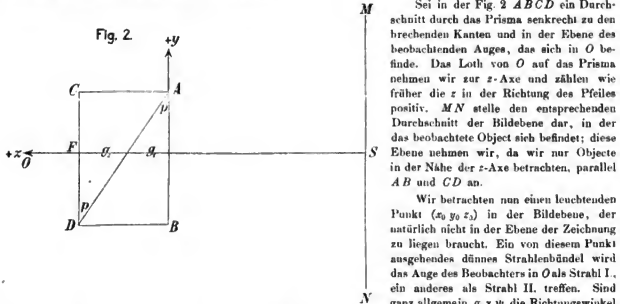 Fig. 2
+y
M
C
A
p
+x
O
F
g₂
g₁
S
p
D
B
N
Sei in der Fig. 2 ABCD ein Durch-
schnitt durch das Prisma senkrecht zu den
brechenden Kanten und in der Ebene des
beobachtenden Auges, das sich in O be-
finde. Das Loth von O auf das Prisma
nehmen wir zur z-Axe und zählen wie
früher die z in der Richtung des Pfeiles
positiv. MN stelle den entsprechenden
Durchschnitt der Bildebene dar, in der
das beobachtete Object sich befindet; diese
Ebene nehmen wir, da wir nur Objecte
in der Nähe der z-Axe betrachten, parallel
AB und CD an.
Wir betrachten nun einen leuchtenden
Punkt (x₀ y₀ z₀) in der Bildebene, der
natürlich nicht in der Ebene der Zeichnung
zu liegen braucht. Ein von diesem Punkt
ausgehendes dünnes Strahlenbündel wird
das Auge des Beobachters in O als Strahl I.,
ein anderes als Strahl II. treffen. Sind
ganz allgemein φ χ ψ die Richtungswinkel